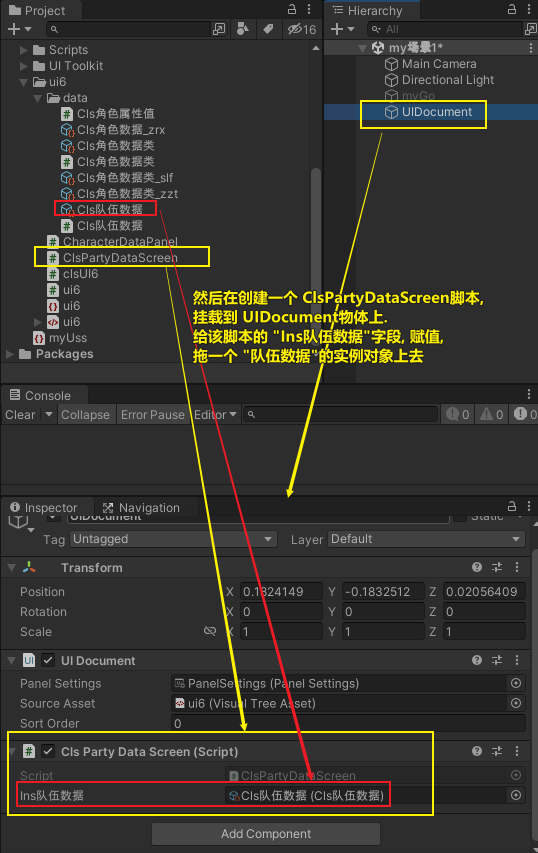 Project
Hierarchy
16
All
Scripts
UI Toolkit
ui6
data
Cls角色属性值
Cls角色数据_zrx
Cls角色数据类
Cls角色数据类
Cls角色数据类_slf
Cls角色数据类_zzt
Cls队伍数据
Cls队伍数据
CharacterDataPanel
ClsPartyDataScreen
clsUI6
ui6
ui6
ui6
myUss
Packages
my场景1*
Main Camera
Directional Light
myGo
UIDocument
然后在创建一个 ClsPartyDataScreen脚本,
挂载到 UIDocument物体上.
给该脚本的 "Ins队伍数据"字段, 赋值,
拖一个 "队伍数据"的实例对象上去
Console
Clear Collapse Error Pause Editor 0 0 0
Inspector Navigation
UIDocument Static
Tag Untagged Layer Default
Transform
Position X 0.1824149 Y -0.1832512 Z 0.02056409
Rotation X 0 Y 0 Z 0
Scale X 1 Y 1 Z 1
UI UI Document
Panel Settings PanelSettings (Panel Settings)
Source Asset ui6 (Visual Tree Asset)
Sort Order 0
# Cls Party Data Screen (Script)
Script ClsPartyDataScreen
Ins队伍数据 Cls队伍数据 (Cls队伍数据)
Add Component